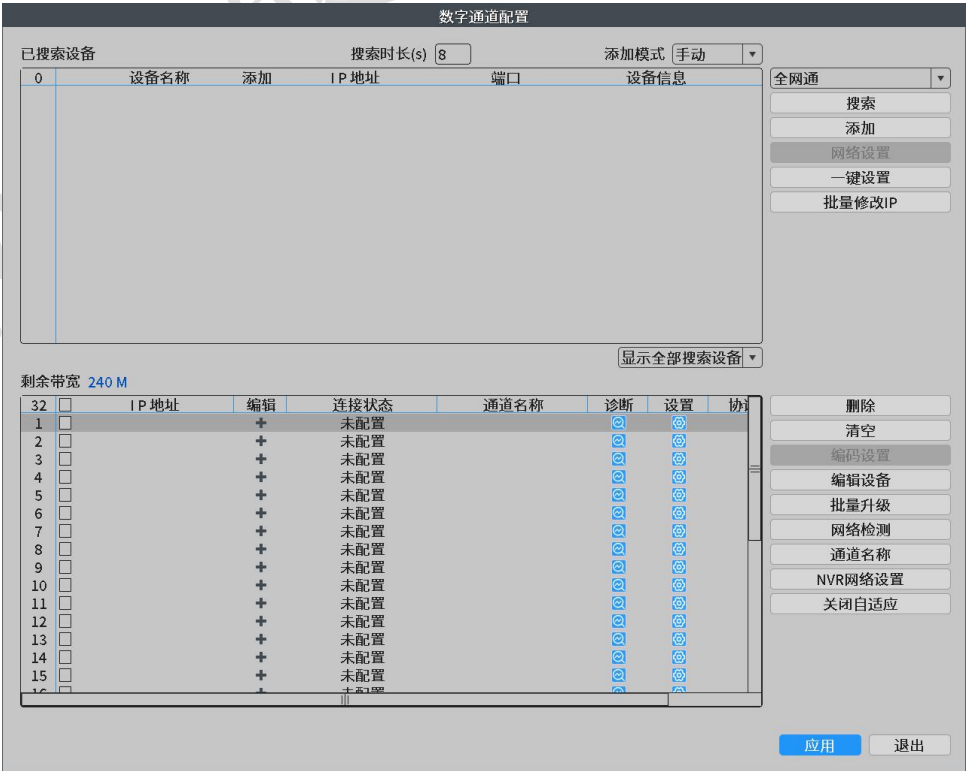 数字通道配置
已搜索设备 搜索时长(s) 8 添加模式 手动
0 设备名称 添加 IP地址 端口 设备信息 全网通
搜索
添加
网络设置
一键设置
批量修改IP
显示全部搜索设备
剩余带宽 240 M
32 IP地址 编辑 连接状态 通道名称 诊断 设置 删除
1 未配置
清空
2 未配置
3 未配置 编码设置
4 未配置 编辑设备
5 未配置
批量升级
6 未配置
7 未配置 网络检测
8 未配置 通道名称
9 未配置
NVR网络设置
10 未配置
11 未配置 关闭自适应
12 未配置
13 未配置
14 未配置
15 未配置
应用 退出